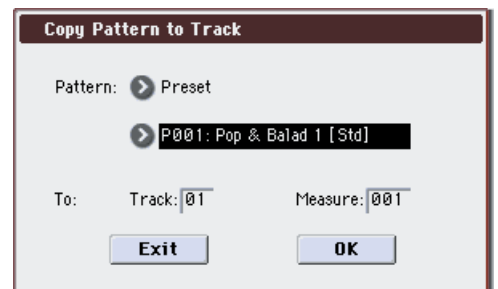 Copy Pattern to Track
Pattern: Preset
P001: Pop & Balad 1 [Std]
To: Track: 01 Measure: 001
Exit OK